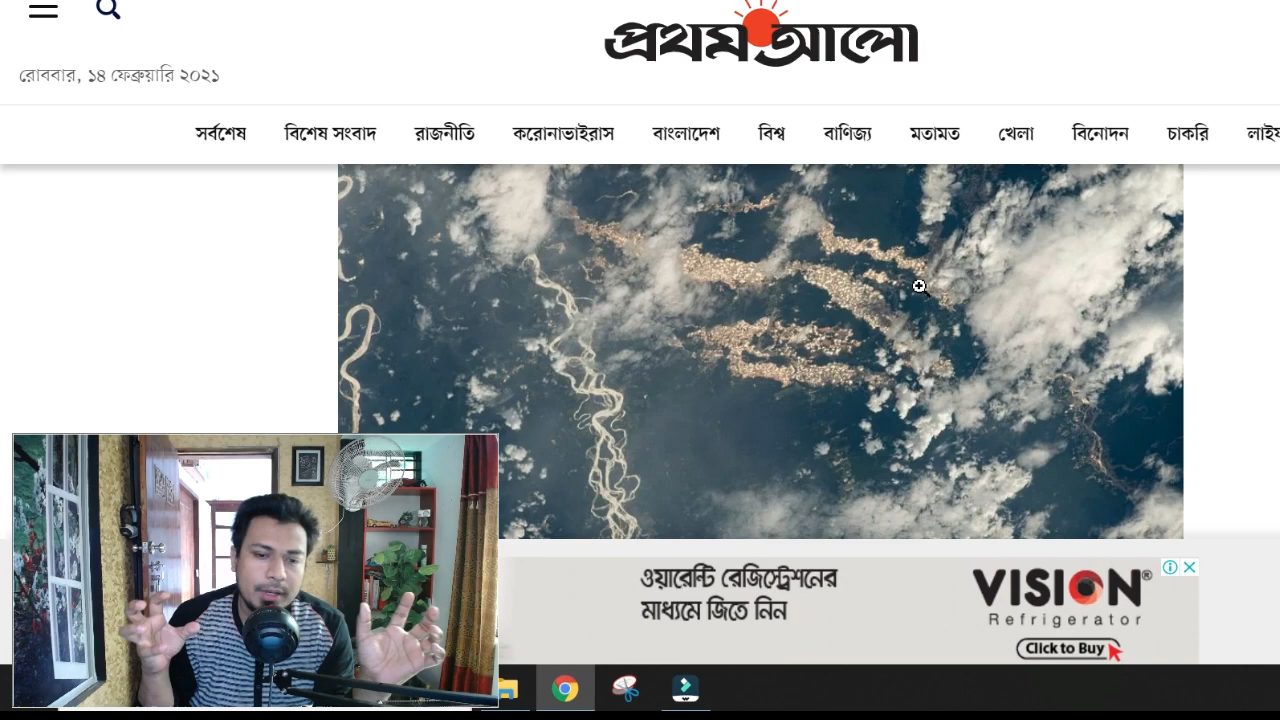 প্রথম আলো
রোববার, ১৪ ফেব্রুয়ারি ২০২১
সর্বশেষ বিশেষ সংবাদ রাজনীতি করোনাভাইরাস বাংলাদেশ বিশ্ব বাণিজ্য মতামত খেলা বিনোদন চাকরি
ওয়ারেন্টি রেজিস্ট্রেশনের
মাধ্যমে জিতে নিন
VISION®
Refrigerator
Click to Buy